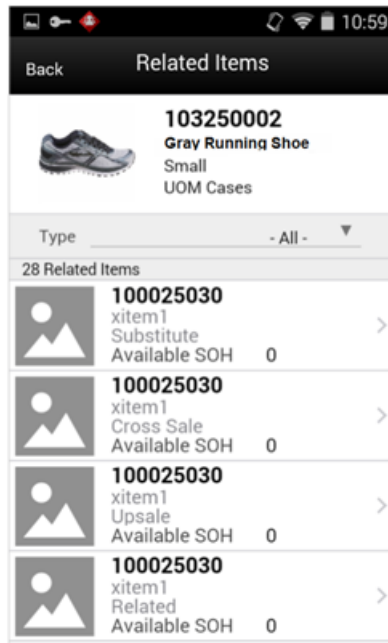 10:59
Back
Related Items
103250002
Gray Running Shoe
Small
UOM Cases
Type - All -
28 Related Items
100025030
xitem1
Substitute
Available SOH 0
100025030
xitem1
Cross Sale
Available SOH 0
100025030
xitem1
Upsale
Available SOH 0
100025030
xitem1
Related
Available SOH 0